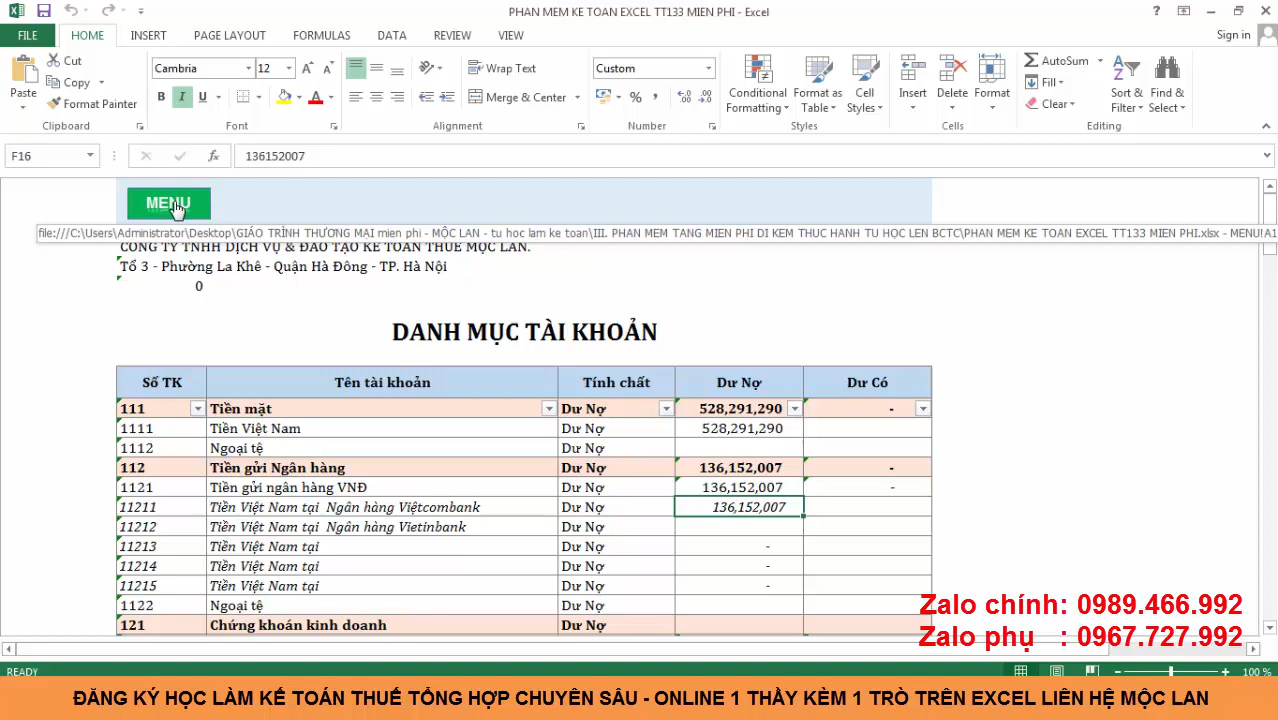 PHAN MEM KE TOAN EXCEL TT133 MIEN PHI - Excel
FILE HOME INSERT PAGE LAYOUT FORMULAS DATA REVIEW VIEW Sign in
Paste Cut Copy Format Painter
Cambria 12
B I U A
Wrap Text
Merge & Center
Custom
Conditional Formatting Format as Table Cell Styles
Insert Delete Format
AutoSum Fill Clear Sort & Filter Find & Select
Clipboard Font Alignment Number Styles Cells Editing
F16 fx 136152007
MENU
file:///C:\Users\Administrator\Desktop\GIÁO TRÌNH THƯƠNG MẠI mien phi - MỘC LAN - tu hoc lam ke toan\III. PHAN MEM TANG MIEN PHI DI KEM THUC HANH TU HOC LEN BCTC\PHAN MEM KE TOAN EXCEL TT133 MIEN PHI.xlsx - MENU!A1
CÔNG TY TNHH DỊCH VỤ & ĐÀO TẠO KẾ TOÁN THUẾ MỘC LAN.
Tổ 3 - Phường La Khê - Quận Hà Đông - TP. Hà Nội
0
DANH MỤC TÀI KHOẢN
Số TK Tên tài khoản Tính chất Dư Nợ Dư Có
111 Tiền mặt Dư Nợ 528,291,290 -
1111 Tiền Việt Nam Dư Nợ 528,291,290
1112 Ngoại tệ Dư Nợ
112 Tiền gửi Ngân hàng Dư Nợ 136,152,007 -
1121 Tiền gửi ngân hàng VNĐ Dư Nợ 136,152,007 -
11211 Tiền Việt Nam tại Ngân hàng Việtcombank Dư Nợ 136,152,007
11212 Tiền Việt Nam tại Ngân hàng Vietinbank Dư Nợ
11213 Tiền Việt Nam tại Dư Nợ -
11214 Tiền Việt Nam tại Dư Nợ -
11215 Tiền Việt Nam tại Dư Nợ -
1122 Ngoại tệ Dư Nợ
121 Chứng khoán kinh doanh Dư Nợ
Zalo chính: 0989.466.992
Zalo phụ : 0967.727.992
READY 100 %
ĐĂNG KÝ HỌC LÀM KẾ TOÁN THUẾ TỔNG HỢP CHUYÊN SÂU - ONLINE 1 THẦY KÈM 1 TRÒ TRÊN EXCEL LIÊN HỆ MỘC LAN